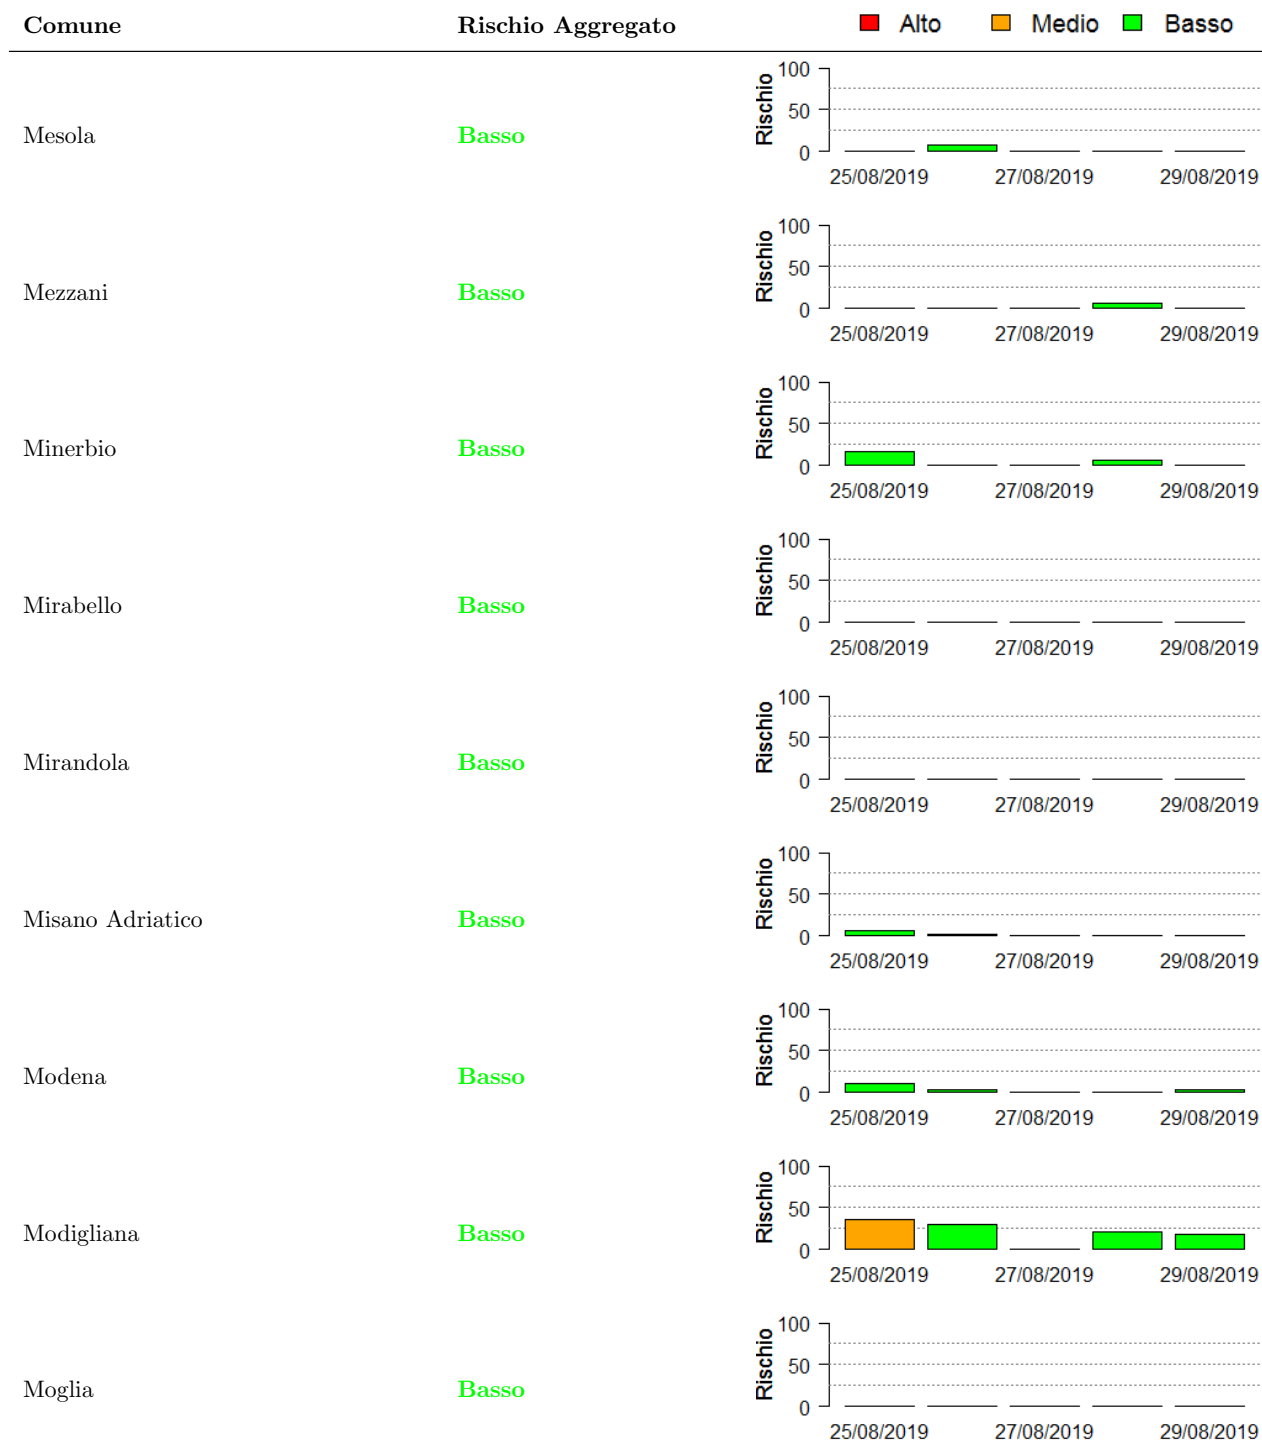 Comune Rischio Aggregato Alto Medio Basso
100
50
0
Rischio
Mesola Basso
25/08/2019 27/08/2019 29/08/2019
100
50
0
Rischio
Mezzani Basso
25/08/2019 27/08/2019 29/08/2019
100
50
0
Rischio
Minerbio Basso
25/08/2019 27/08/2019 29/08/2019
100
50
0
Rischio
Mirabello Basso
25/08/2019 27/08/2019 29/08/2019
100
50
0
Rischio
Mirandola Basso
25/08/2019 27/08/2019 29/08/2019
100
50
0
Rischio
Misano Adriatico Basso
25/08/2019 27/08/2019 29/08/2019
100
50
0
Rischio
Modena Basso
25/08/2019 27/08/2019 29/08/2019
100
50
0
Rischio
Modigliana Basso
25/08/2019 27/08/2019 29/08/2019
100
50
0
Rischio
Moglia Basso
25/08/2019 27/08/2019 29/08/2019